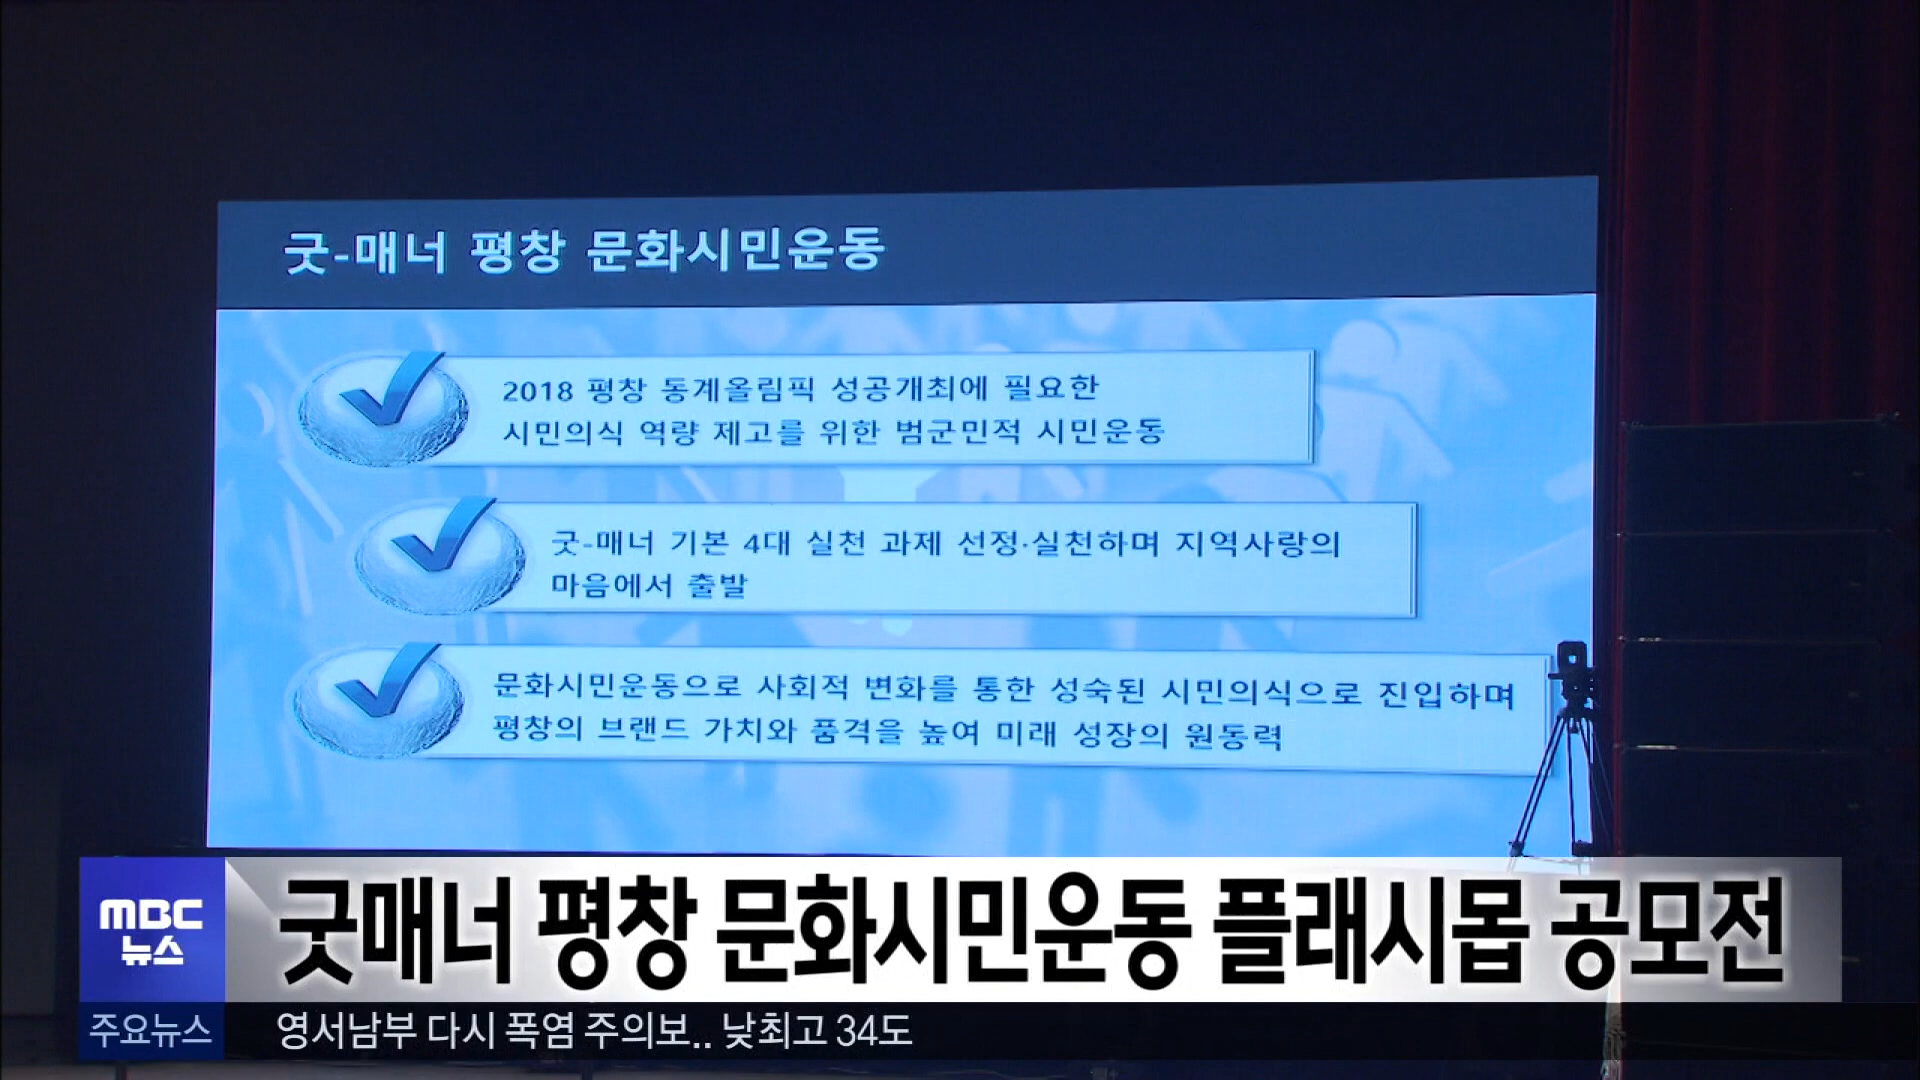 굿-매너 평창 문화시민운동
2018 평창 동계올림픽 성공개최에 필요한
시민의식 역량 제고를 위한 범군민적 시민운동
굿-매너 기본 4대 실천 과제 선정·실천하며 지역사랑의
마음에서 출발
문화시민운동으로 사회적 변화를 통한 성숙된 시민의식으로 진입하며
평창의 브랜드 가치와 품격을 높여 미래 성장의 원동력
MBC
뉴스
굿매너 평창 문화시민운동 플래시몹 공모전
주요뉴스
영서남부 다시 폭염 주의보.. 낮최고 34도